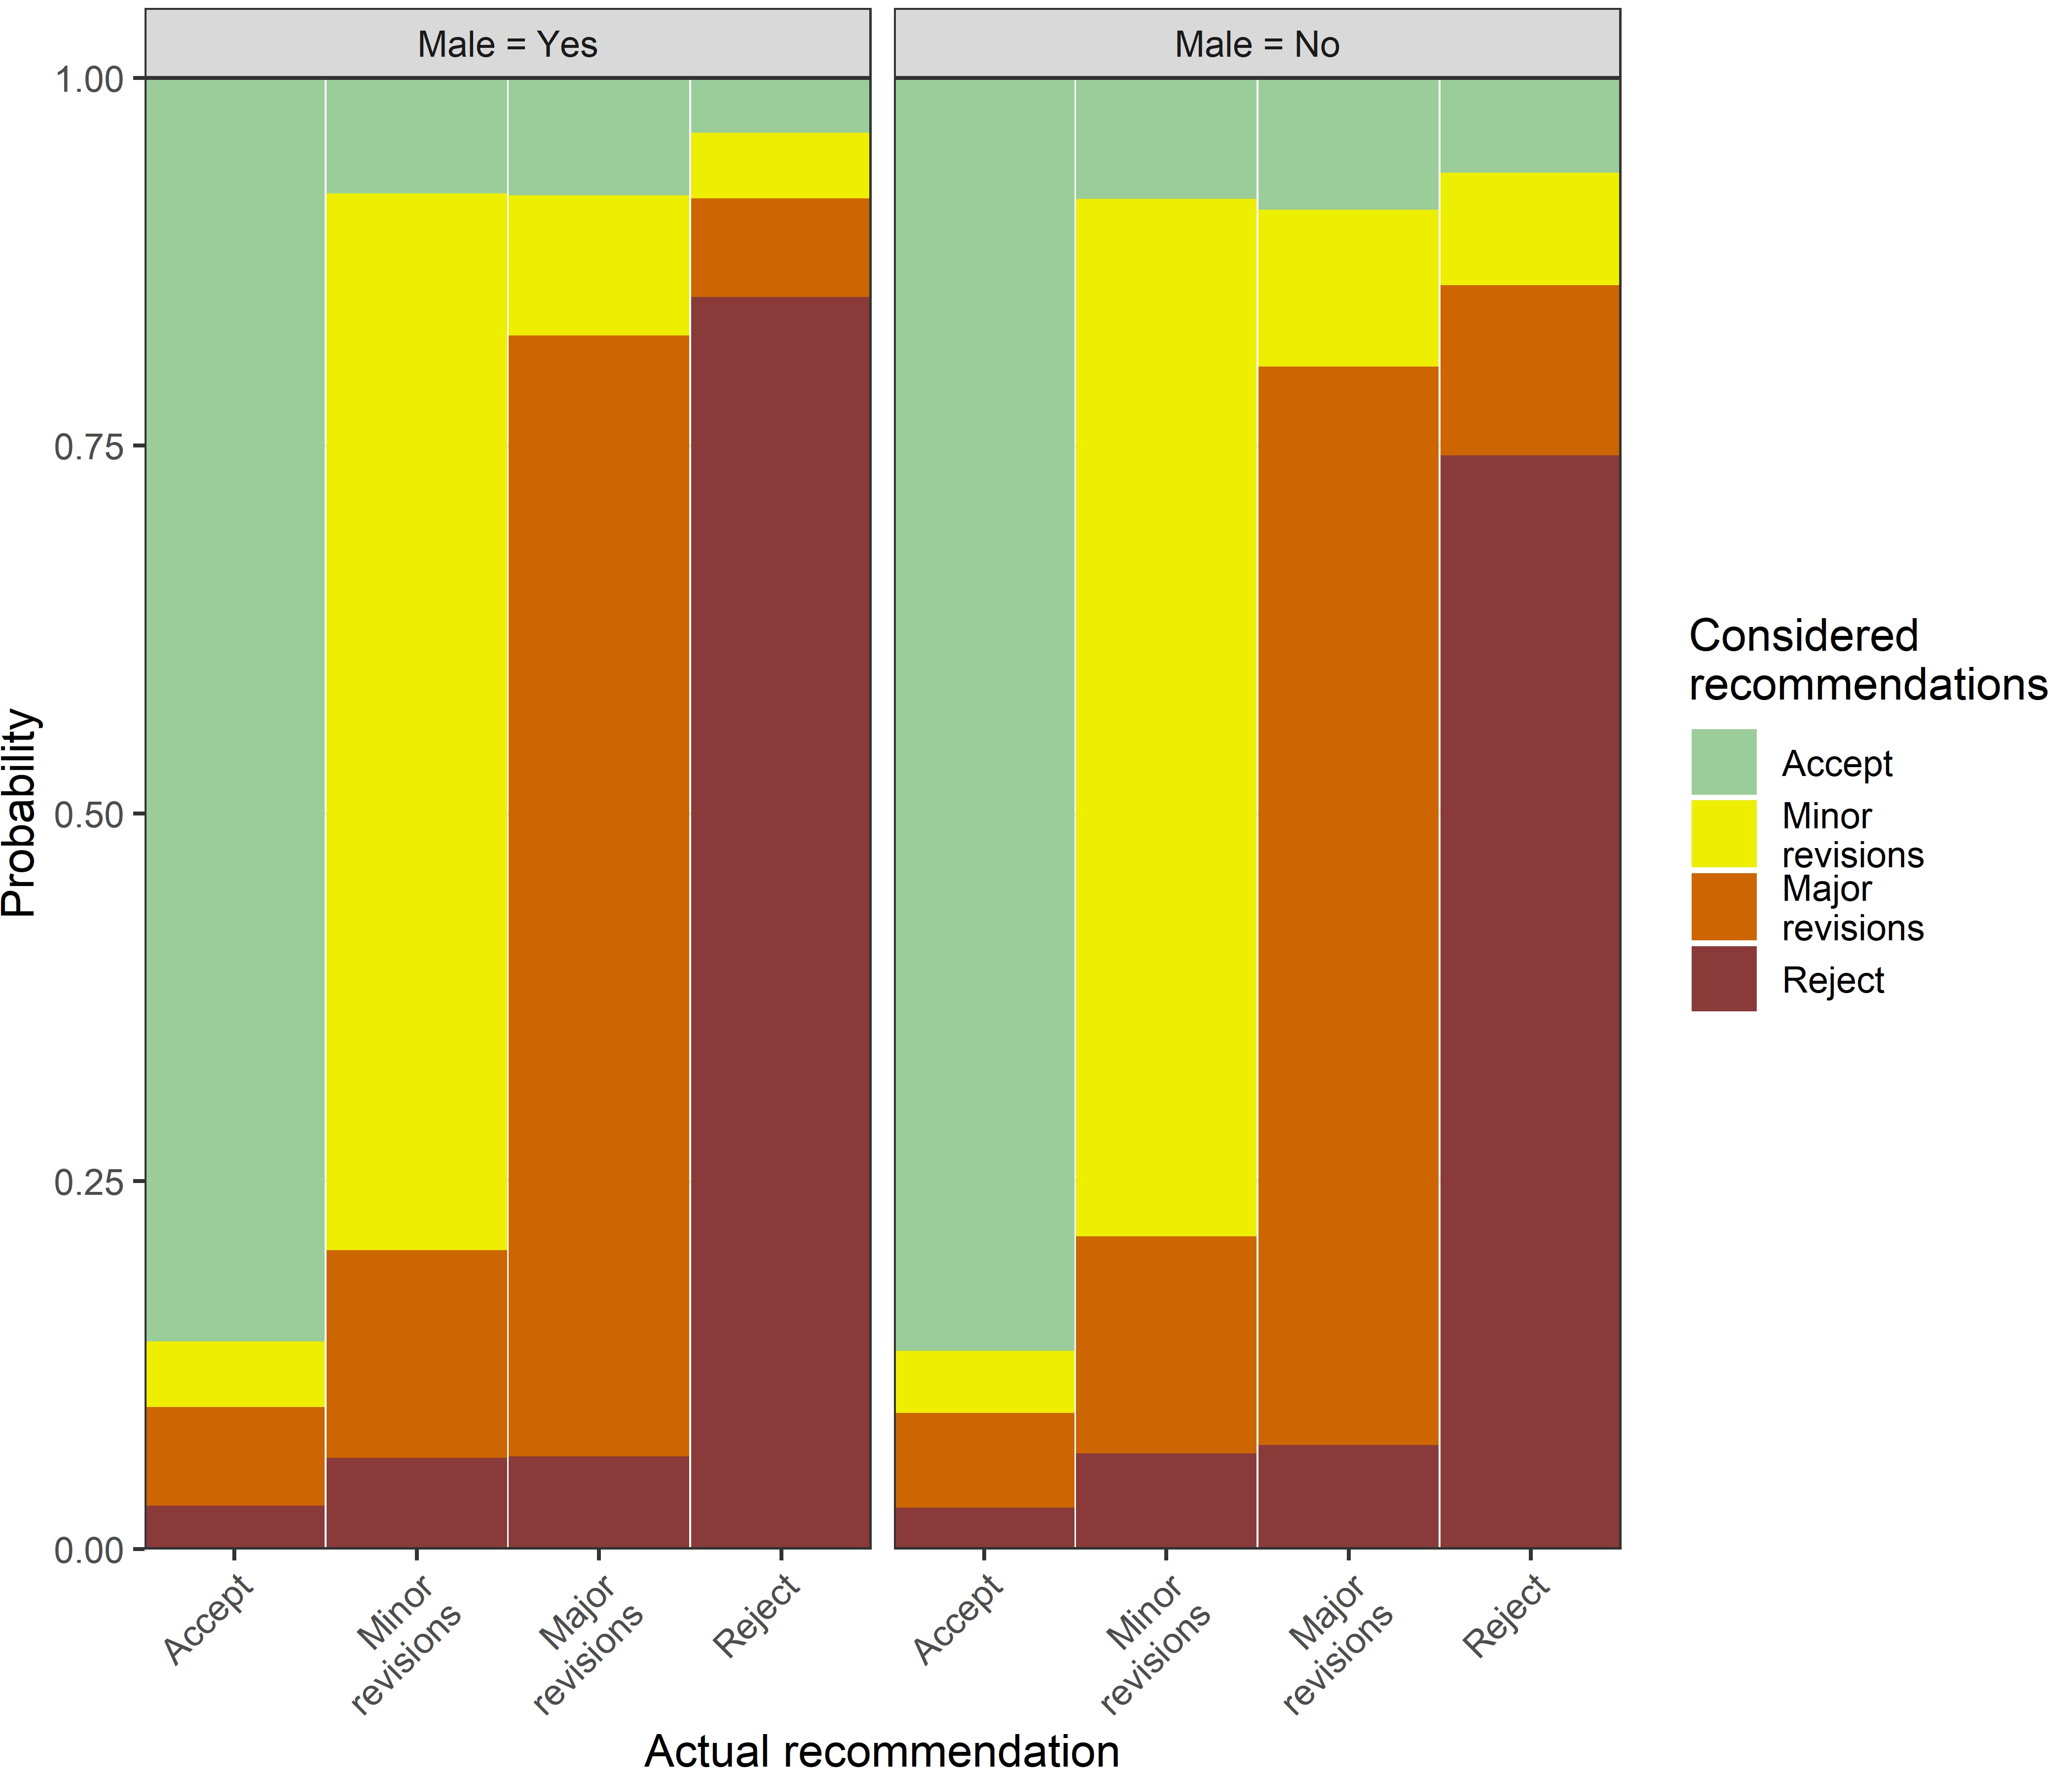 Male = Yes
Male = No
1.00
0.75
0.50
0.25
0.00
Probability
Accept
Minor
revisions
Major
revisions
Reject
Accept
Minor
revisions
Major
revisions
Reject
Actual recommendation
Considered
recommendations
Accept
Minor
revisions
Major
revisions
Reject